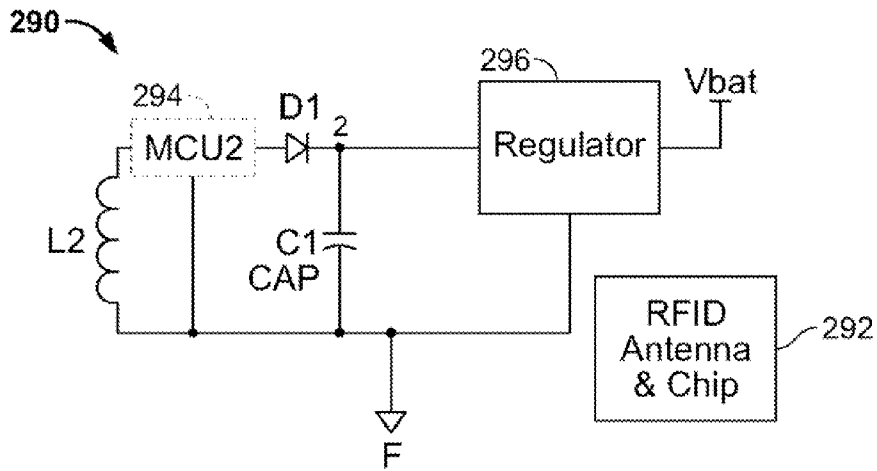 290
294
MCU2
D1
2
296
Regulator
Vbat
L2
C1
CAP
RFID
Antenna
& Chip
292
F